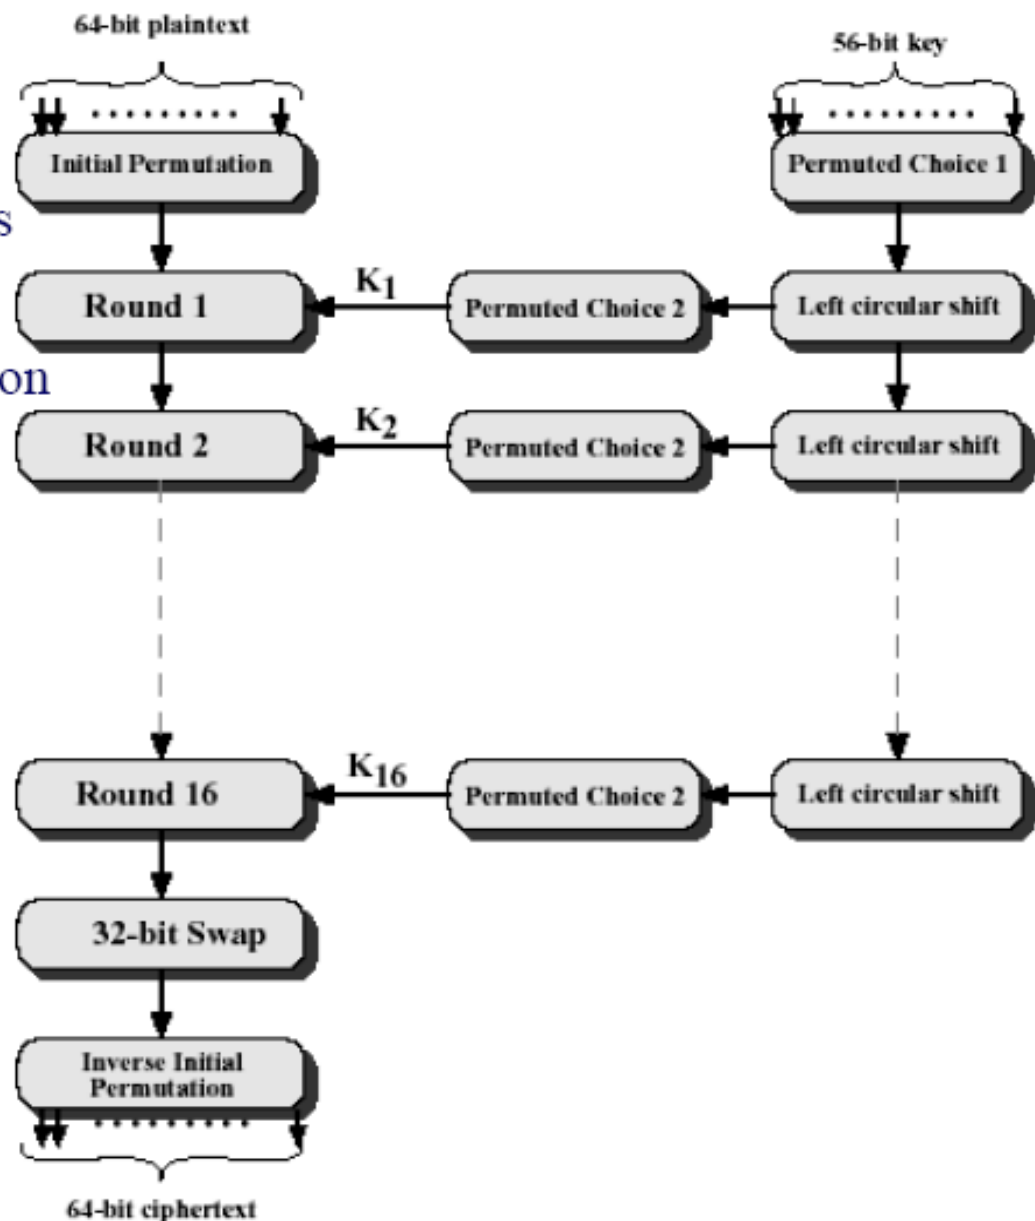 64-bit plaintext
56-bit key
Initial Permutation
Permuted Choice 1
s
Round 1
K1
Permuted Choice 2
Left circular shift
on
Round 2
K2
Permuted Choice 2
Left circular shift
Round 16
K16
Permuted Choice 2
Left circular shift
32-bit Swap
Inverse Initial
Permutation
64-bit ciphertext